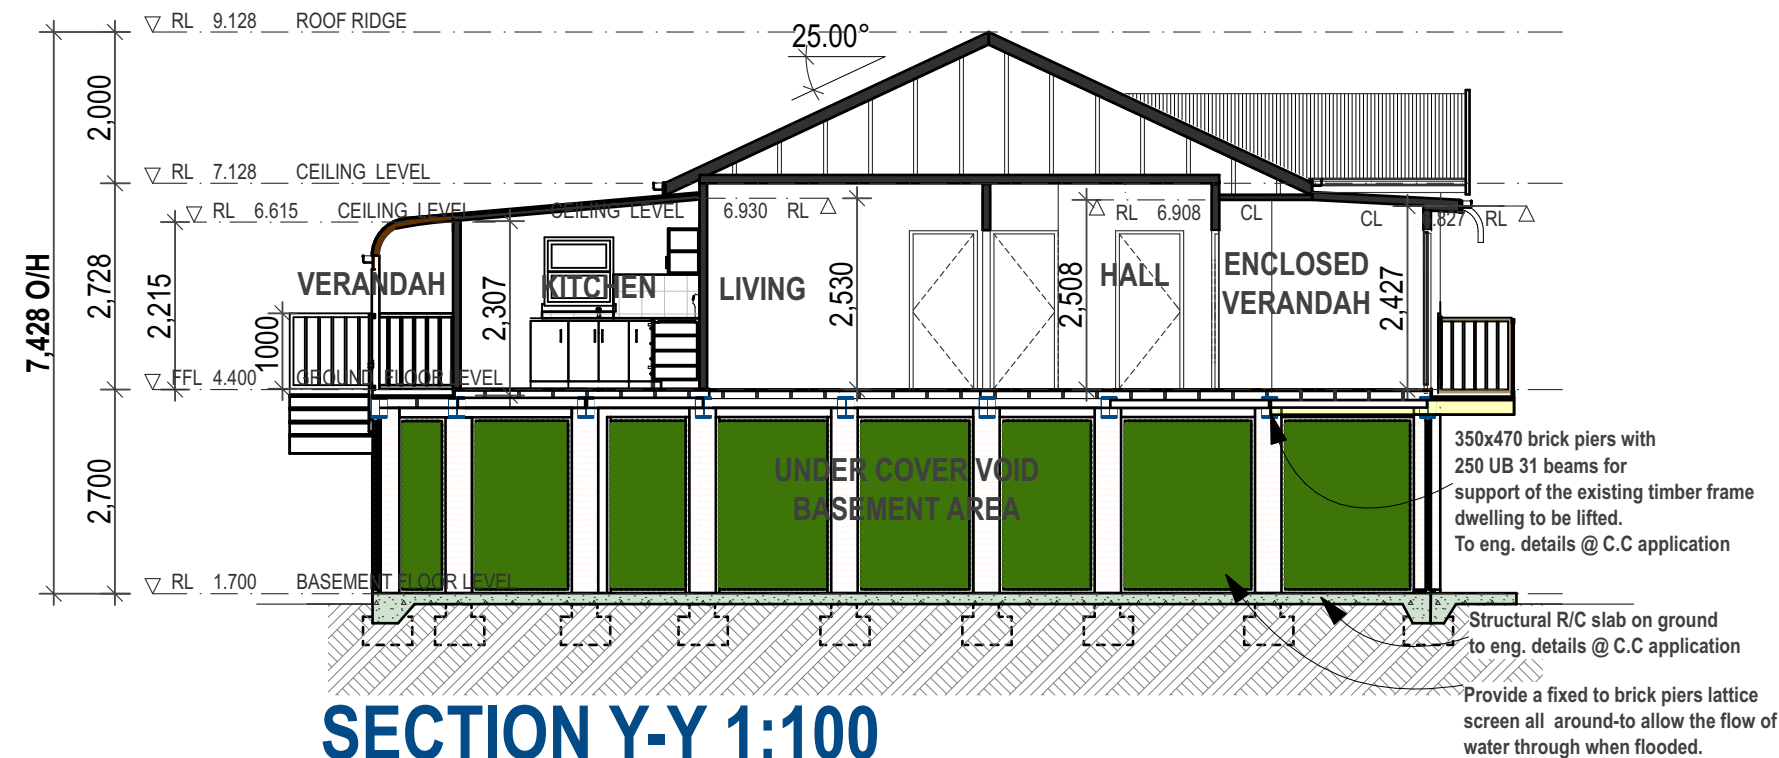 RL 9.128 ROOF RIDGE
25.00°
2,000
RL 7.128 CEILING LEVEL
RL 6.615 CEILING LEVEL
CEILING LEVEL 6.930 RL
RL 6.908 CL
CL .827 RL
7,428 O/H
2,728
2,215
1000
VERANDAH
2,307
KITCHEN
LIVING
2,530
2,508
HALL
ENCLOSED
VERANDAH
2,427
FFL 4.400 GROUND FLOOR LEVEL
2,700
UNDER COVER VOID
BASEMENT AREA
RL 1.700 BASEMENT FLOOR LEVEL
350x470 brick piers with
250 UB 31 beams for
support of the existing timber frame
dwelling to be lifted.
To eng. details @ C.C application
Structural R/C slab on ground
to eng. details @ C.C application
Provide a fixed to brick piers lattice
screen all around-to allow the flow of
water through when flooded.
SECTION Y-Y 1:100